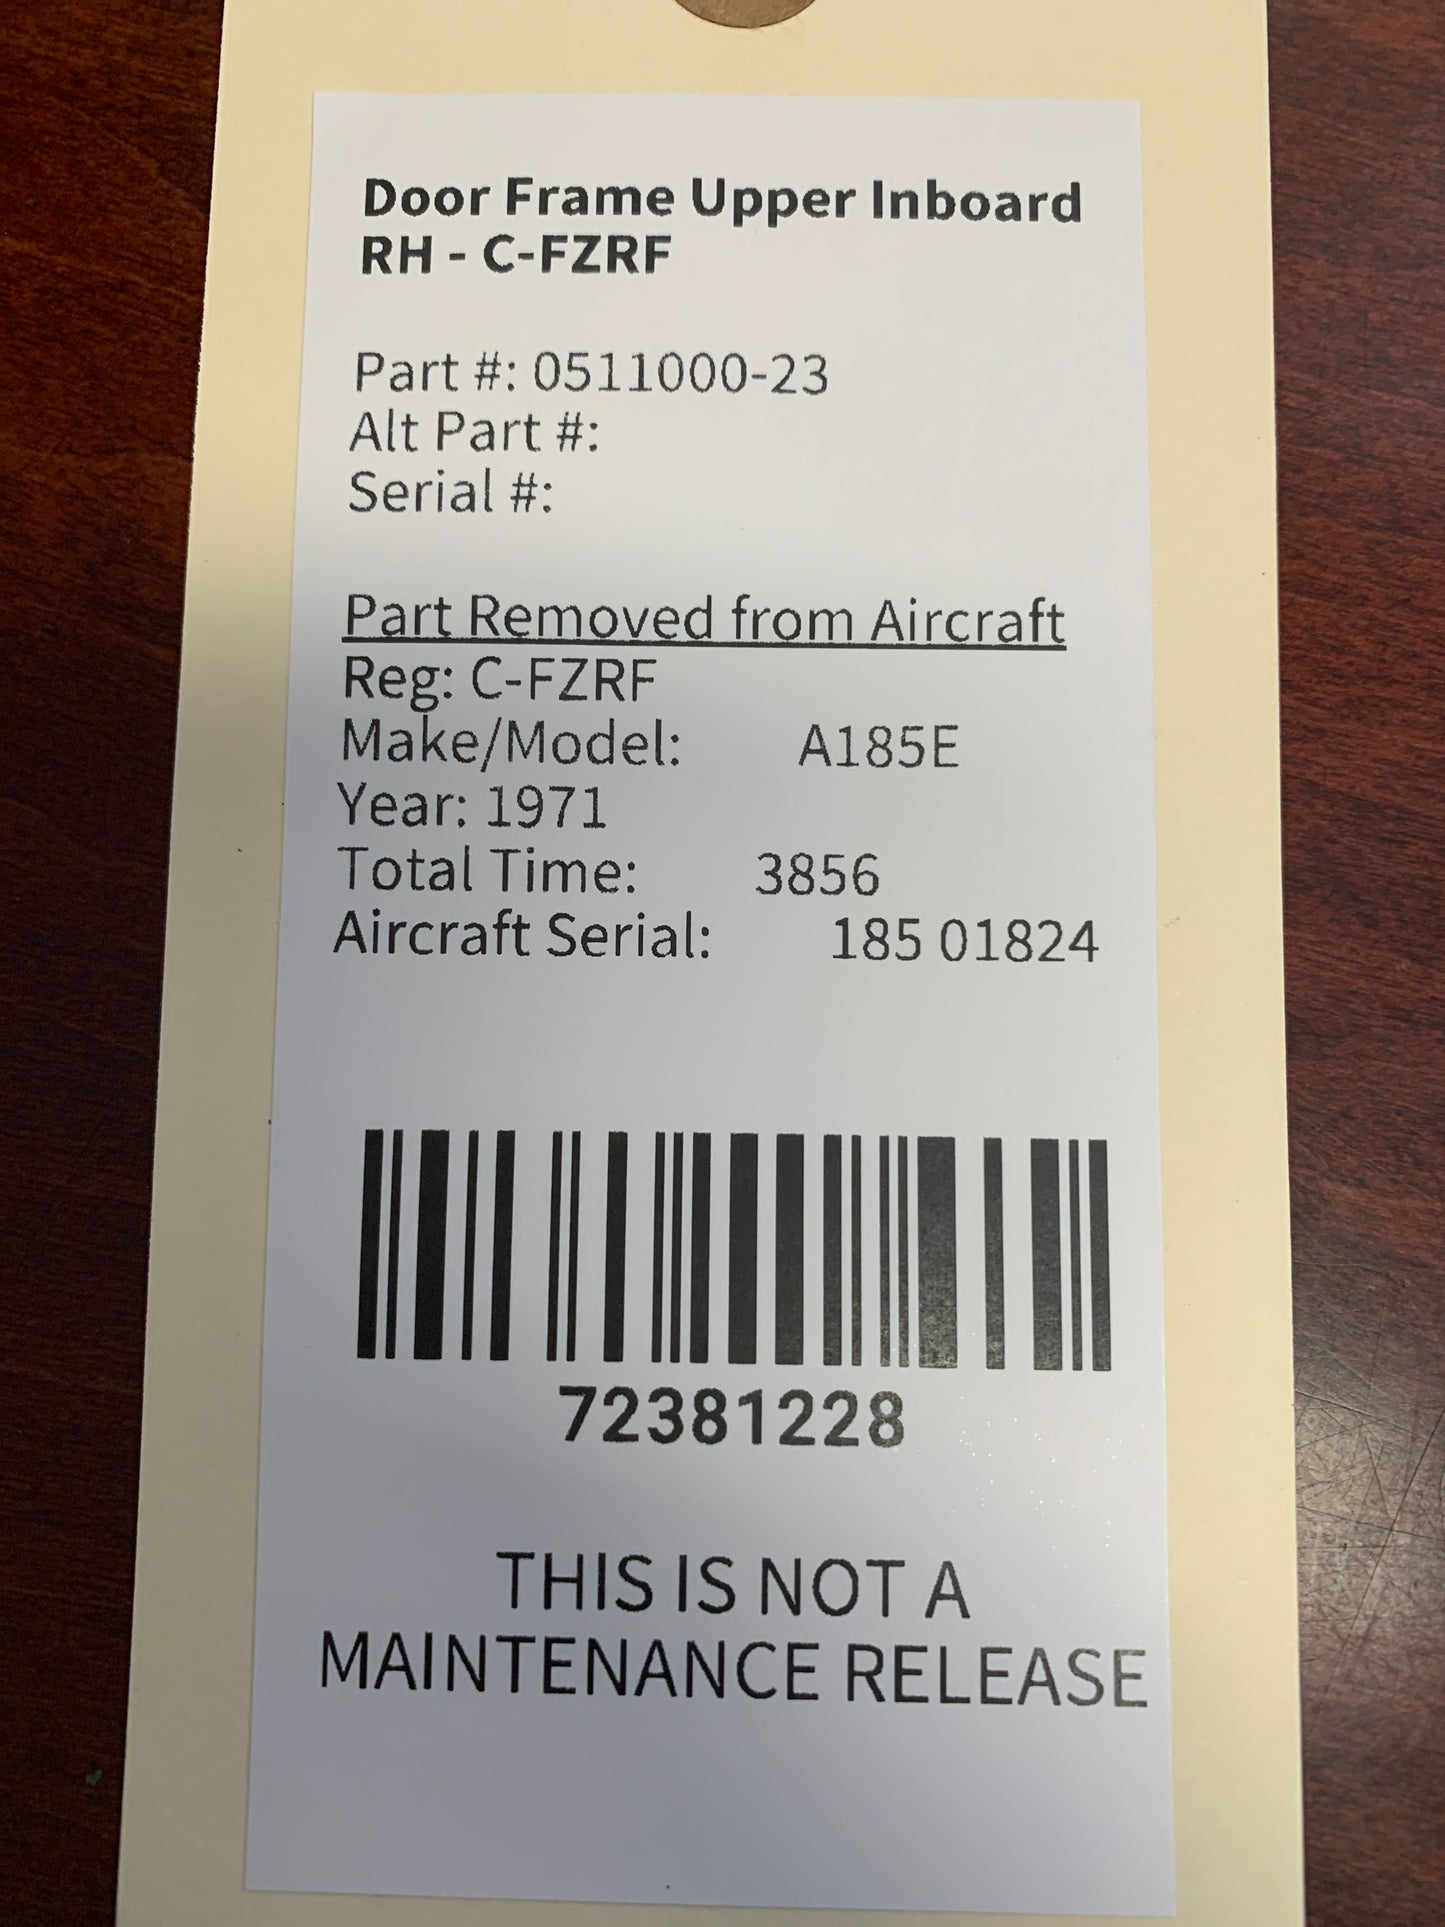 Door Frame Upper Inboard
RH - C-FZRF
Part #: 0511000-23
Alt Part #:
Serial #:
Part Removed from Aircraft
Reg: C-FZRF
Make/Model: A185E
Year: 1971
Total Time: 3856
Aircraft Serial: 185 01824
72381228
THIS IS NOT A
MAINTENANCE RELEASE